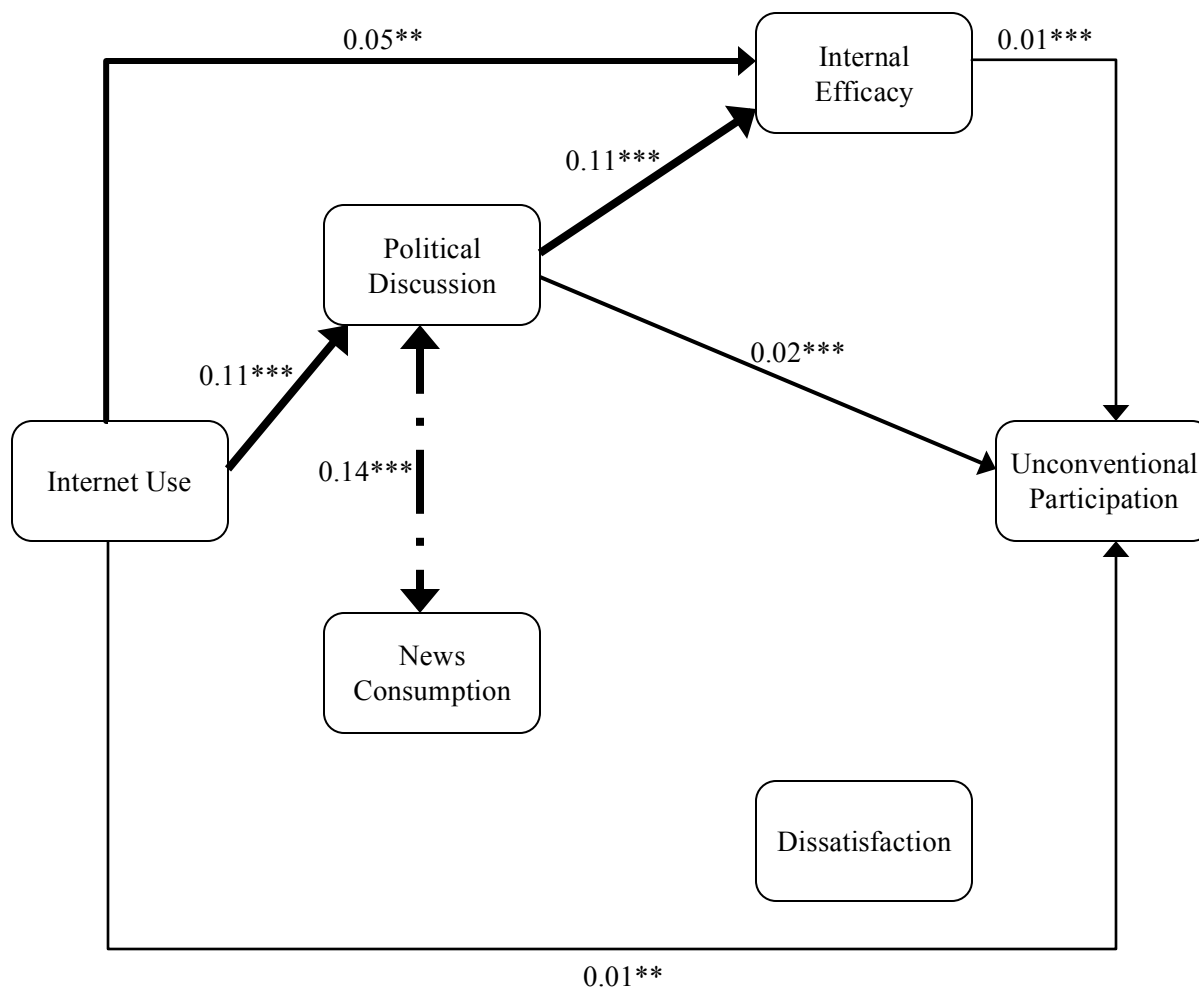 0.05**
Internal
Efficacy
0.01***
0.11***
Political
Discussion
0.11***
0.02***
Internet Use
0.14***
Unconventional
Participation
News
Consumption
Dissatisfaction
0.01**